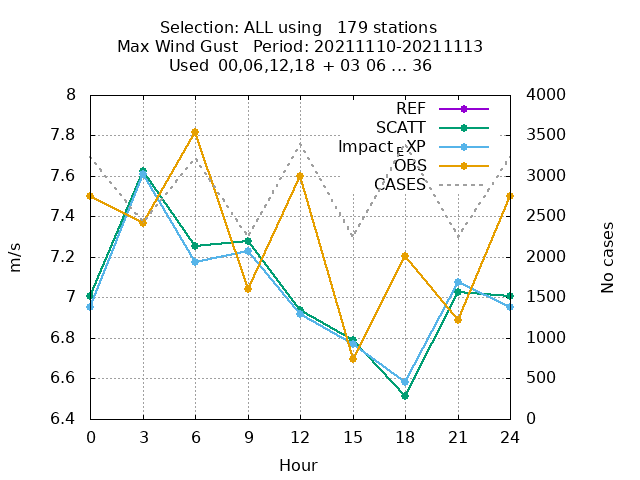 Selection: ALL using   179 stations
Max Wind Gust   Period: 20211110-20211113
Used  00,06,12,18  + 03 06 ... 36
REF
SCATT
Impact_EXP
OBS
CASES
8
7.8
7.6
7.4
7.2
7
6.8
6.6
6.4
4000
3500
3000
2500
2000
1500
1000
500
0
0 3 6 9 12 15 18 21 24
m/s
No cases
Hour